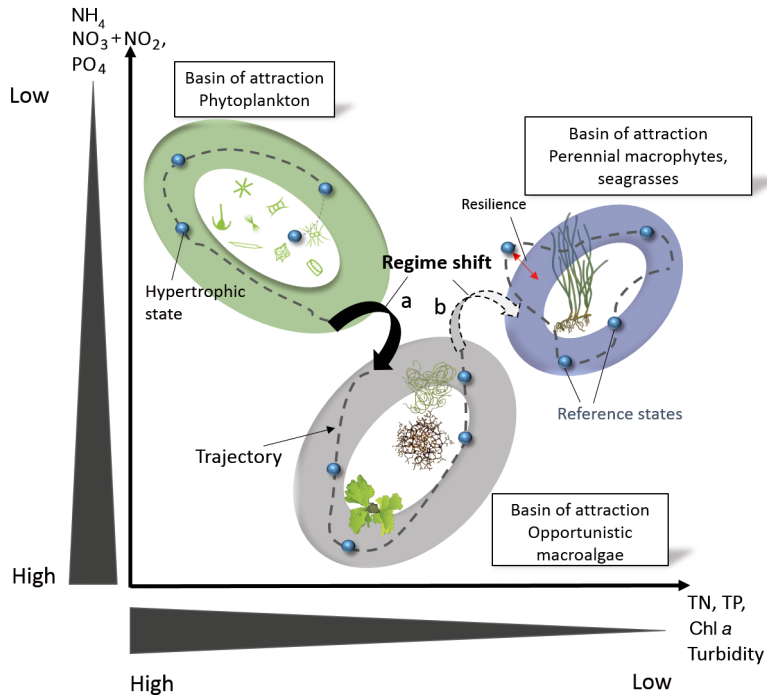 NH₄
NO₃ + NO₂,
PO₄
Low
High
Basin of attraction
Phytoplankton
Basin of attraction
Perennial macrophytes,
seagrasses
Resilience
Regime shift
a
b
Hypertrophic
state
Trajectory
Reference states
Basin of attraction
Opportunistic
macroalgae
TN, TP,
Chl a
Turbidity
High
Low